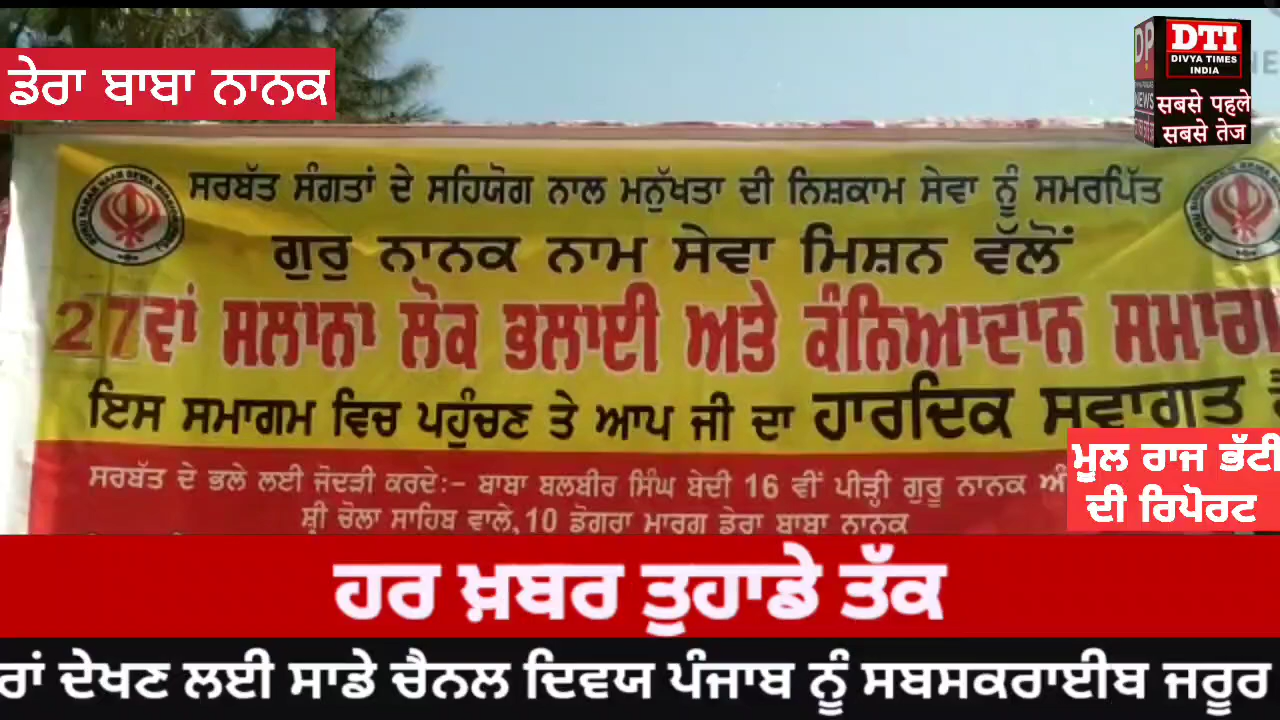 ਡੇਰਾ ਬਾਬਾ ਨਾਨਕ
DTI
DIVYA TIMES
INDIA
NEWS
सबसे पहले
सबसे तेज
ਸਰਬੱਤ ਸੰਗਤਾਂ ਦੇ ਸਹਿਯੋਗ ਨਾਲ ਮਨੁੱਖਤਾ ਦੀ ਨਿਸ਼ਕਾਮ ਸੇਵਾ ਨੂੰ ਸਮਰਪਿੱਤ
ਗੁਰੁ ਨਾਨਕ ਨਾਮ ਸੇਵਾ ਮਿਸ਼ਨ ਵੱਲੋਂ
27ਵਾਂ ਸਲਾਨਾ ਲੋਕ ਭਲਾਈ ਅਤੇ ਕੰਨਿਆਦਾਨ
ਇਸ ਸਮਾਗਮ ਵਿਚ ਪਹੁੰਚਣ ਤੇ ਆਪ ਜੀ ਦਾ ਹਾਰਦਿਕ ਸਵਾਗਤ
ਸਰਬੱਤ ਦੇ ਭਲੇ ਲਈ ਜੋਦੜੀ ਕਰਦੇ:- ਬਾਬਾ ਬਲਬੀਰ ਸਿੰਘ ਬੇਦੀ 16 ਵੀਂ ਪੀੜ੍ਹੀ ਗੁਰੂ ਨਾਨਕ
ਸ਼੍ਰੀ ਚੋਲਾ ਸਾਹਿਬ ਵਾਲੇ, 10 ਡੋਗਰਾ ਮਾਰਗ ਡੇਰਾ ਬਾਬਾ ਨਾਨਕ
ਮੂਲ ਰਾਜ ਭੱਟੀ
ਦੀ ਰਿਪੋਰਟ
ਹਰ ਖ਼ਬਰ ਤੁਹਾਡੇ ਤੱਕ
ਰਾਂ ਦੇਖਣ ਲਈ ਸਾਡੇ ਚੈਨਲ ਦਿਵਯ ਪੰਜਾਬ ਨੂੰ ਸਬਸਕਰਾਈਬ ਜਰੂਰ